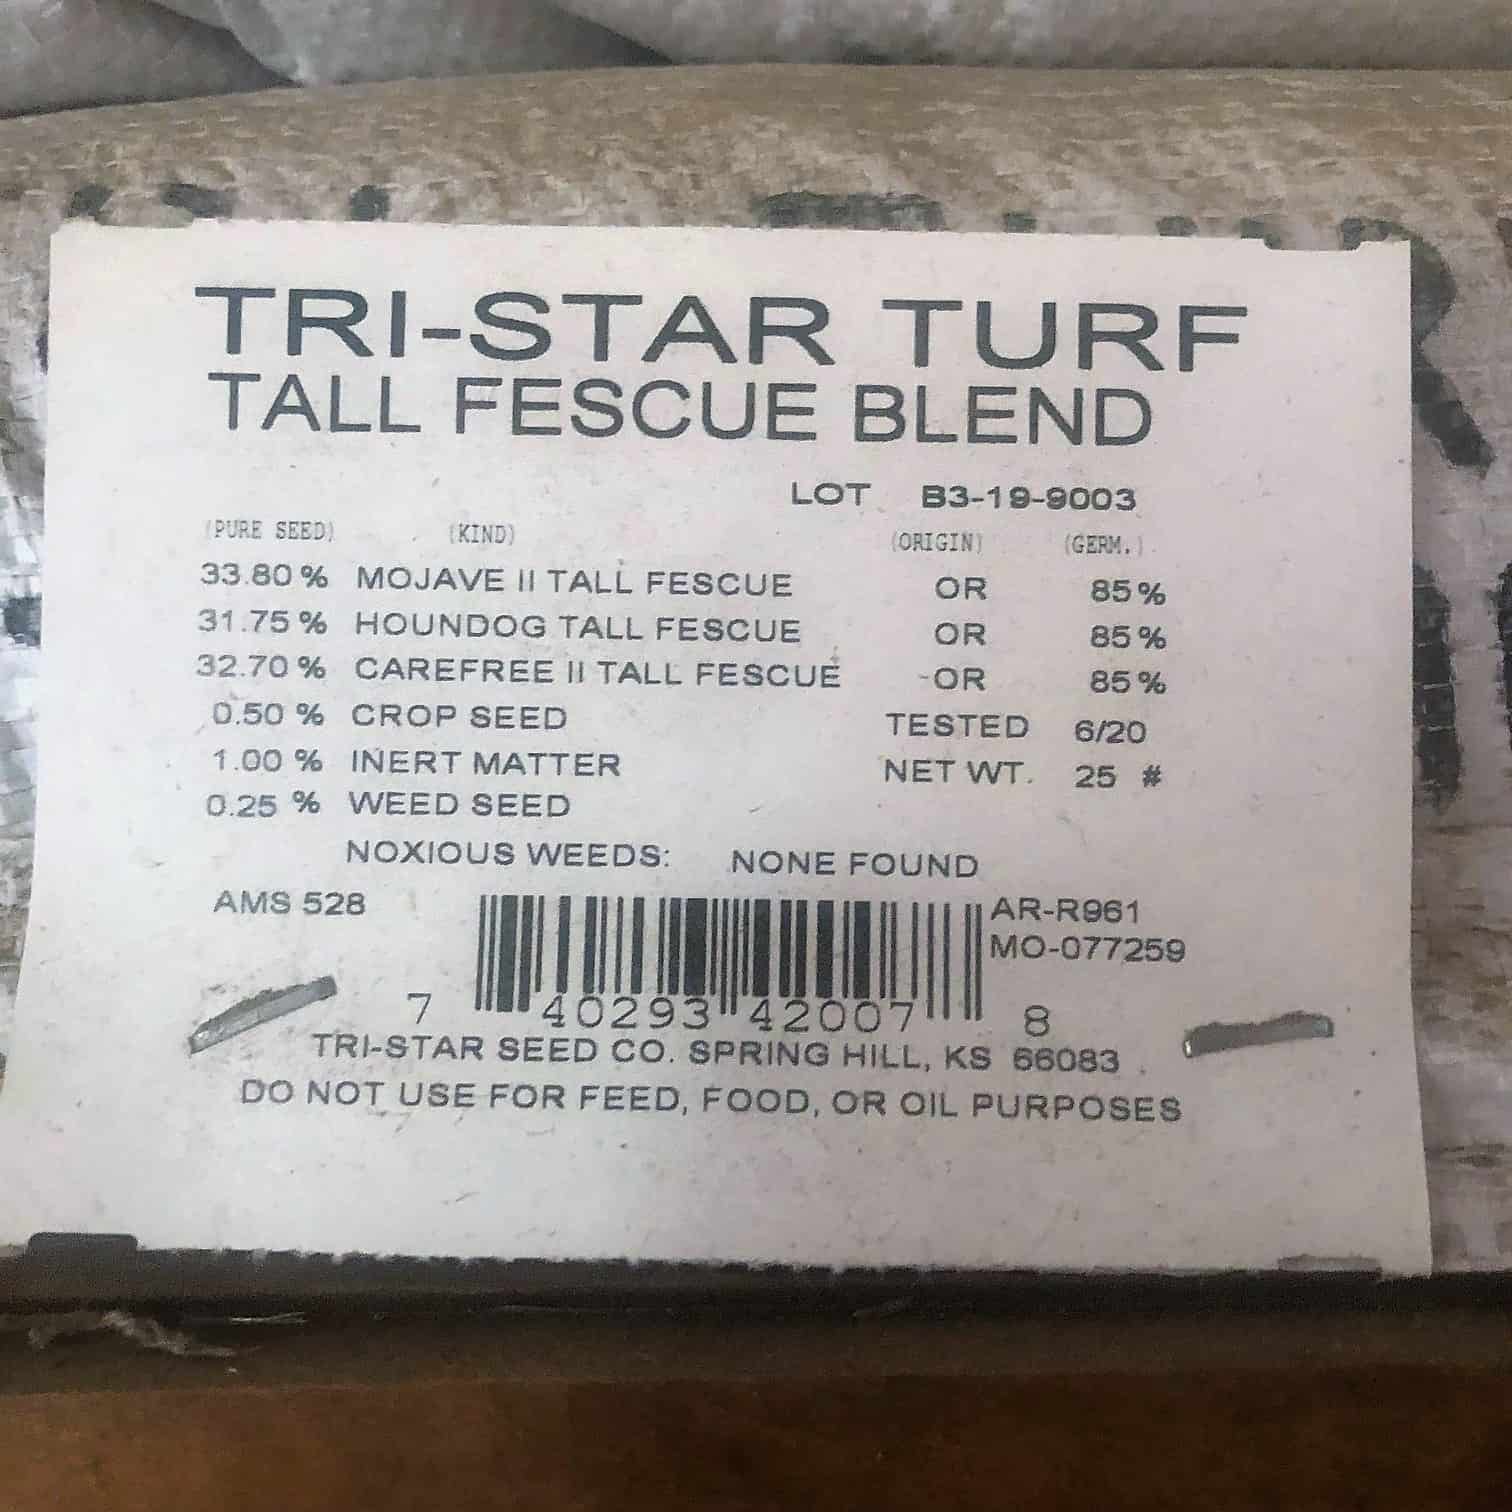 TRI-STAR TURF
TALL FESCUE BLEND
LOT B3-19-9003
(PURE SEED) (KIND) (ORIGIN) (GERM.)
33.80 % MOJAVE II TALL FESCUE OR 85 %
31.75 % HOUNDOG TALL FESCUE OR 85 %
32.70 % CAREFREE II TALL FESCUE OR 85 %
0.50 % CROP SEED TESTED 6/20
1.00 % INERT MATTER NET WT. 25 #
0.25 % WEED SEED
NOXIOUS WEEDS: NONE FOUND
AMS 528 AR-R961
MO-077259
7 40293 42007 8
TRI-STAR SEED CO. SPRING HILL, KS 66083
DO NOT USE FOR FEED, FOOD, OR OIL PURPOSES